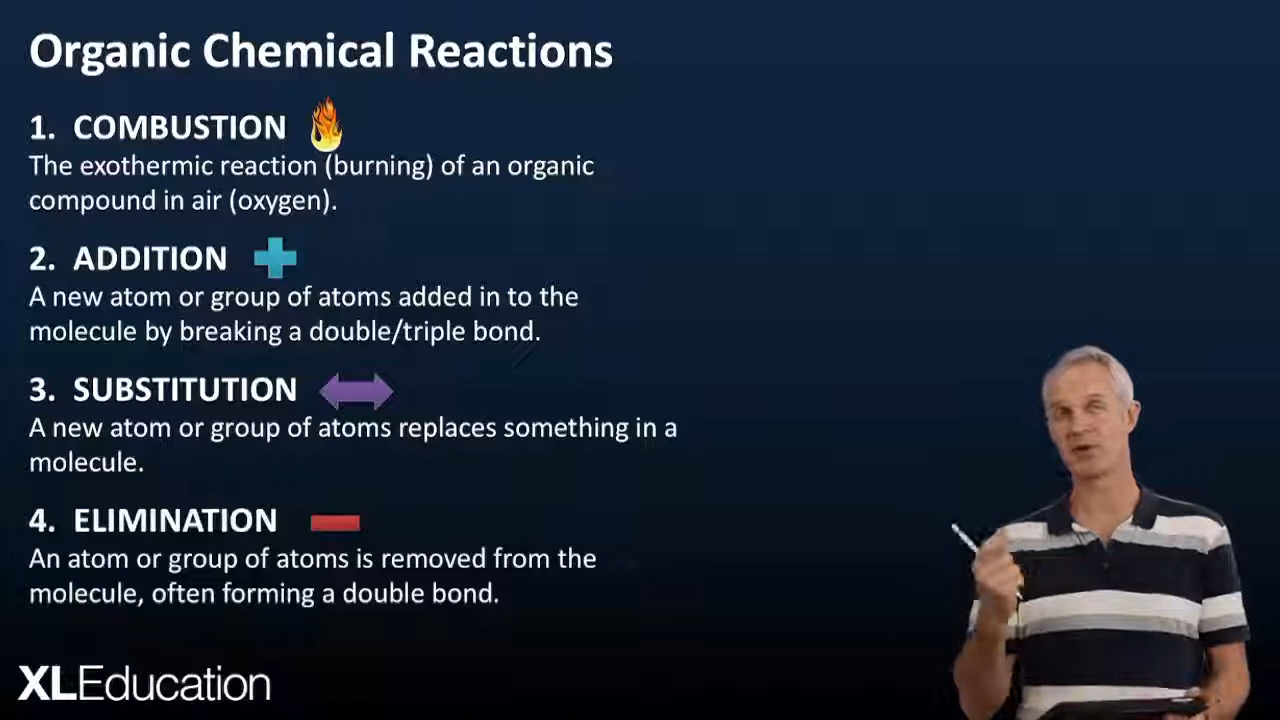 Organic Chemical Reactions
1. COMBUSTION
The exothermic reaction (burning) of an organic
compound in air (oxygen).
2. ADDITION
A new atom or group of atoms added in to the
molecule by breaking a double/triple bond.
3. SUBSTITUTION
A new atom or group of atoms replaces something in a
molecule.
4. ELIMINATION
An atom or group of atoms is removed from the
molecule, often forming a double bond.
XLEducation